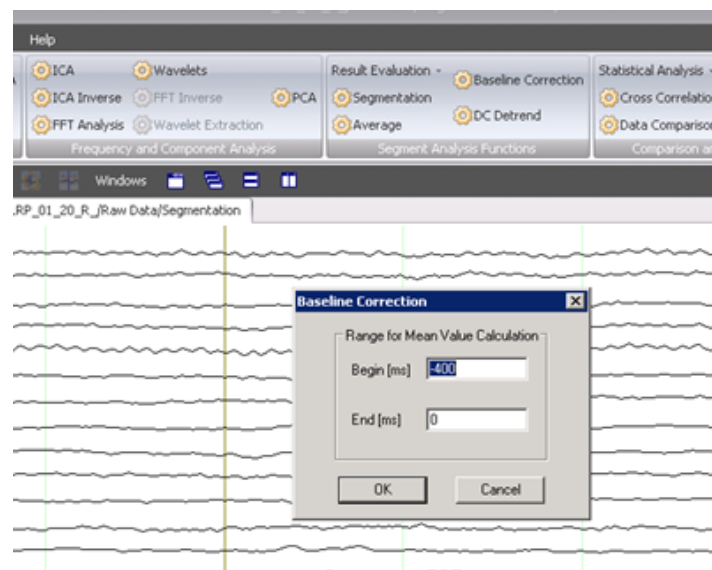 Help
ICA Wavelets Result Evaluation Baseline Correction Statistical Analysis
ICA Inverse FFT Inverse PCA Segmentation Cross Correlatio
FFT Analysis Wavelet Extraction Average DC Detrend Data Compariso
Frequency and Component Analysis Segment Analysis Functions Comparison a
Windows
.RP_01_20_R_/Raw Data/Segmentation
Baseline Correction
Range for Mean Value Calculation
Begin [ms] -400
End [ms] 0
OK Cancel